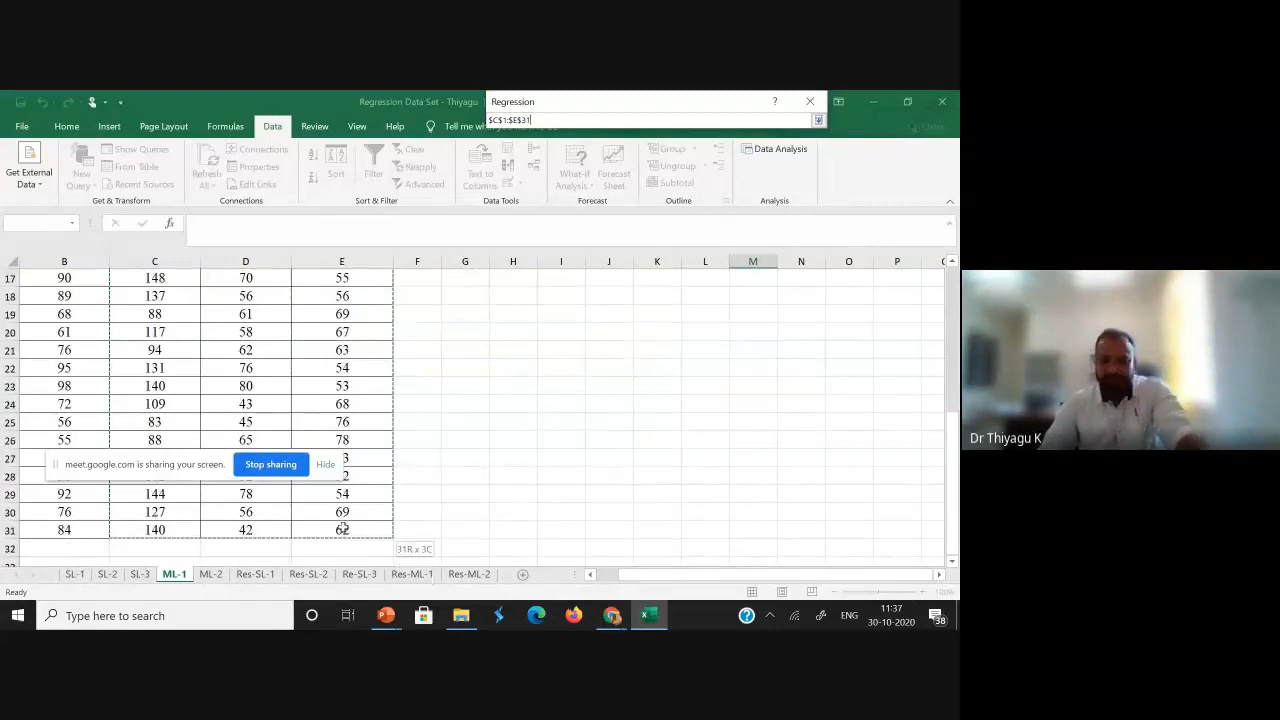 Regression Data Set - Thiyagu
Regression
?
$C$1:$E$31
File Home Insert Page Layout Formulas Data Review View Help Tell me
Get External Data
New Query
Show Queries
From Table
Recent Sources
Get & Transform
Refresh All
Connections
Properties
Edit Links
Connections
Sort
Filter
Clear
Reapply
Advanced
Sort & Filter
Text to Columns
Data Tools
What-If Analysis
Forecast Sheet
Forecast
Group
Ungroup
Subtotal
Outline
Data Analysis
Analysis
fx
B C D E F G H I J K L M N O P
17 90 148 70 55
18 89 137 56 56
19 68 88 61 69
20 61 117 58 67
21 76 94 62 63
22 95 131 76 54
23 98 140 80 53
24 72 109 43 68
25 56 83 45 76
26 55 88 65 78
27 3
meet.google.com is sharing your screen. Stop sharing Hide
28 2
29 92 144 78 54
30 76 127 56 69
31 84 140 42 62
32
31R x 3C
SL-1 SL-2 SL-3 ML-1 ML-2 Res-SL-1 Res-SL-2 Re-SL-3 Res-ML-1 Res-ML-2
Ready
100%
Type here to search
ENG
11:37
30-10-2020
38
Dr Thiyagu K